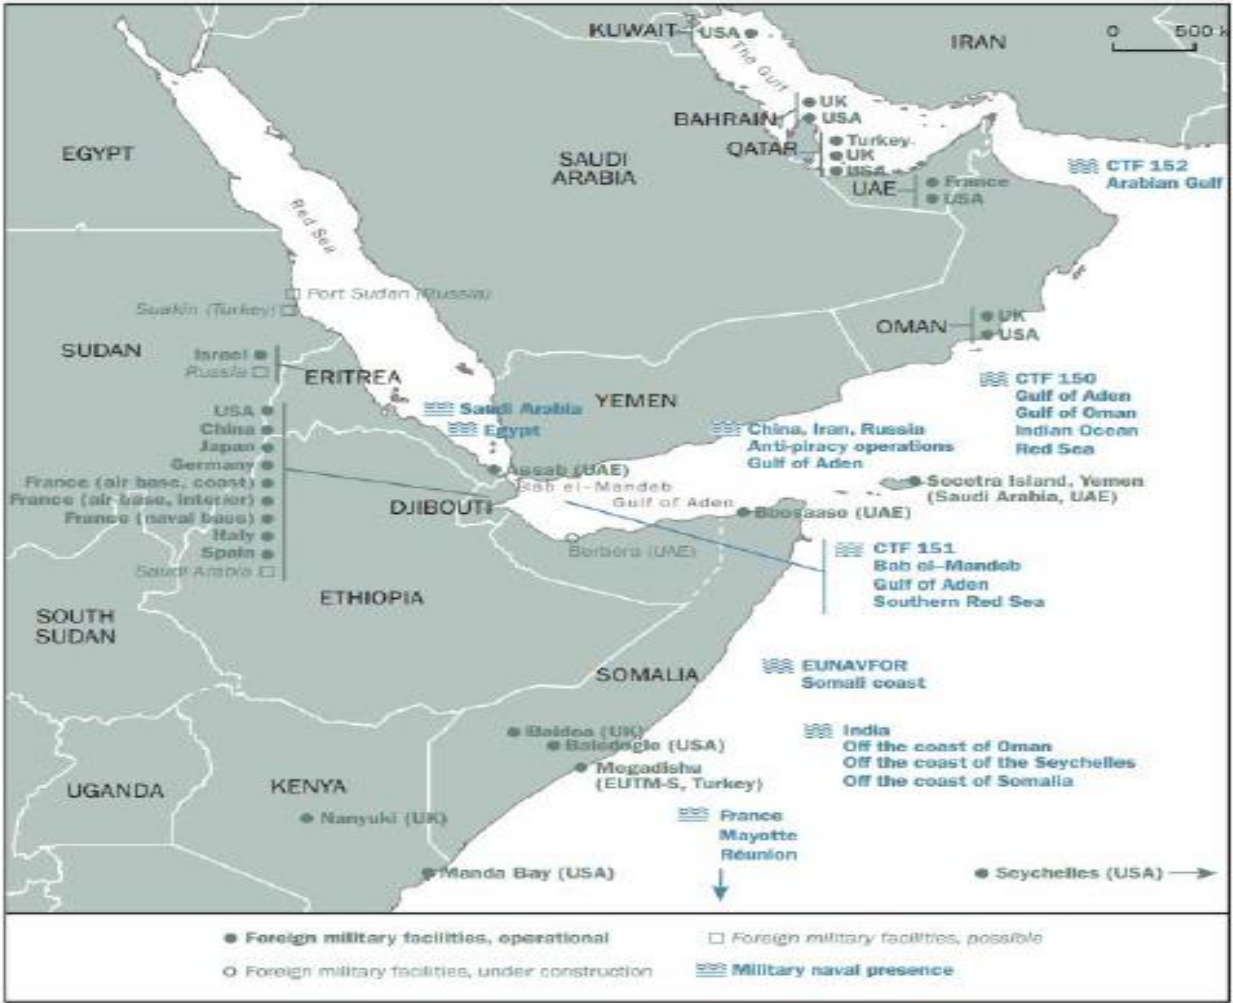 KUWAIT
USA
The Gulf
IRAN
0 500 k
BAHRAIN
UK
USA
QATAR
Turkey
UK
USA
UAE
France
USA
CTF 152
Arabian Gulf
EGYPT
SAUDI
ARABIA
Red Sea
Port Sudan (Russia)
Suakin (Turkey)
SUDAN
Israel
Russia
ERITREA
OMAN
UK
USA
CTF 150
Gulf of Aden
Gulf of Oman
Indian Ocean
Red Sea
YEMEN
Saudi Arabia
Egypt
China, Iran, Russia
Anti-piracy operations
Gulf of Aden
USA
China
Japan
Germany
France (air base, coast)
France (air base, interior)
France (naval base)
Italy
Spain
Saudi Arabia
Assab (UAE)
Bab el-Mandeb
Gulf of Aden
DJIBOUTI
Socotra Island, Yemen
(Saudi Arabia, UAE)
Boosaaso (UAE)
Berbera (UAE)
CTF 151
Bab el-Mandeb
Gulf of Aden
Southern Red Sea
ETHIOPIA
SOUTH
SUDAN
SOMALIA
EUNAVFOR
Somali coast
Baidoa (UK)
Baledogle (USA)
Mogadishu
(EUTM-S, Turkey)
India
Off the coast of Oman
Off the coast of the Seychelles
Off the coast of Somalia
UGANDA
KENYA
Nanyuki (UK)
France
Mayotte
Réunion
Manda Bay (USA)
Seychelles (USA)
Foreign military facilities, operational
Foreign military facilities, possible
Foreign military facilities, under construction
Military naval presence